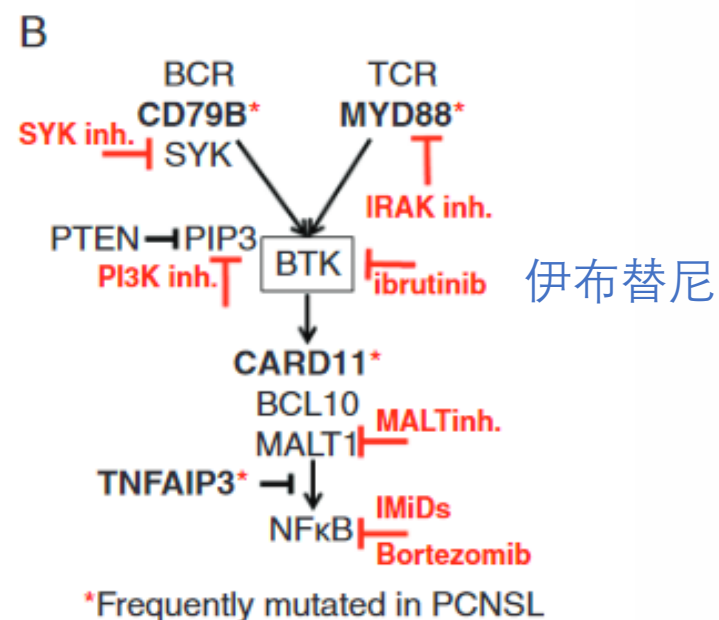 B
BCR
TCR
CD79B*
MYD88*
SYK inh.
SYK
IRAK inh.
PTEN
PIP3
BTK
PI3K inh.
ibrutinib
伊布替尼
CARD11*
BCL10
MALTinh.
MALT1
TNFAIP3*
IMiDs
NFκB
Bortezomib
*Frequently mutated in PCNSL